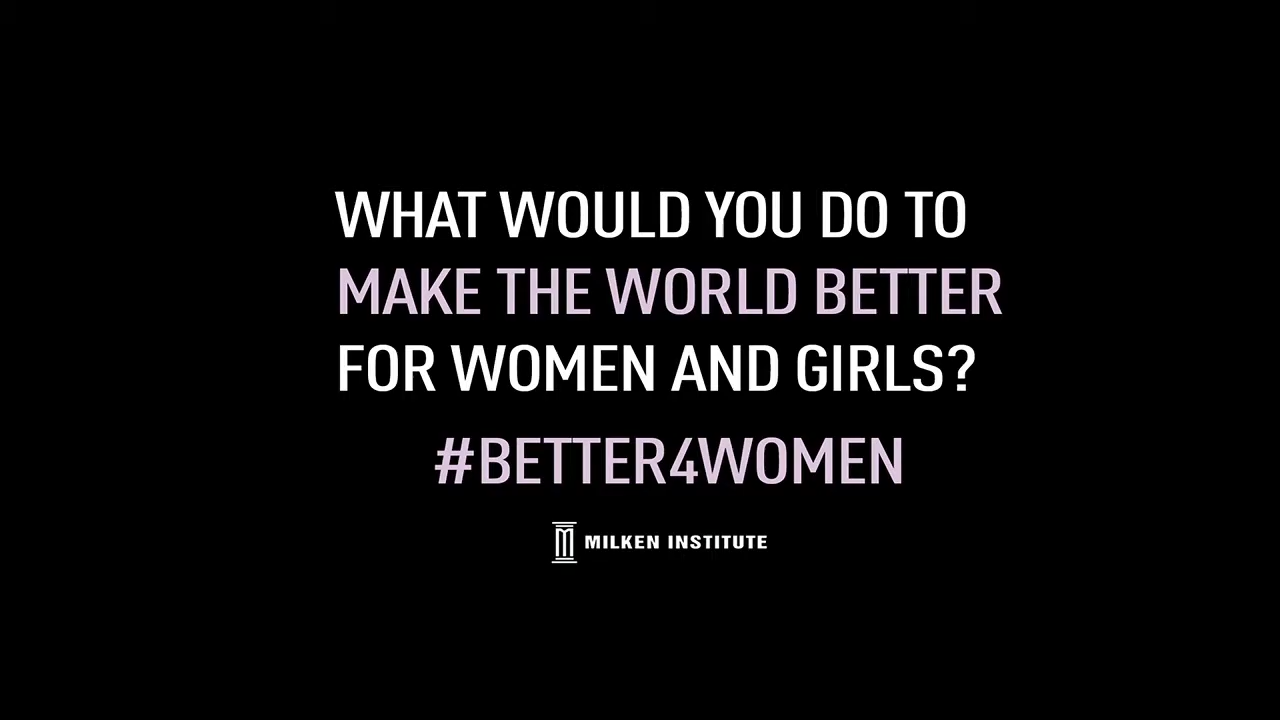 WHAT WOULD YOU DO TO
MAKE THE WORLD BETTER
FOR WOMEN AND GIRLS?
#BETTER4WOMEN
MILKEN INSTITUTE